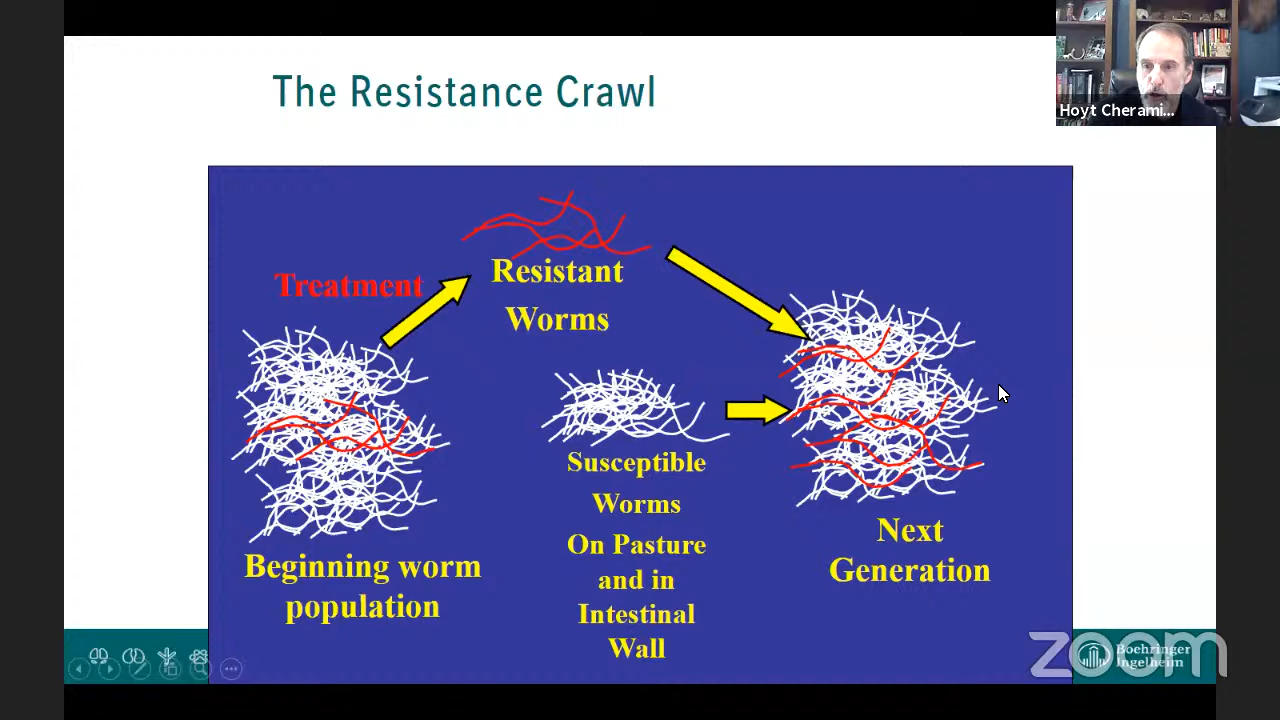 The Resistance Crawl
Hoyt Cherami...
Treatment
Resistant
Worms
Susceptible
Worms
On Pasture
and in
Intestinal
Wall
Beginning worm
population
Next
Generation
zoom
Boehringer
Ingelheim